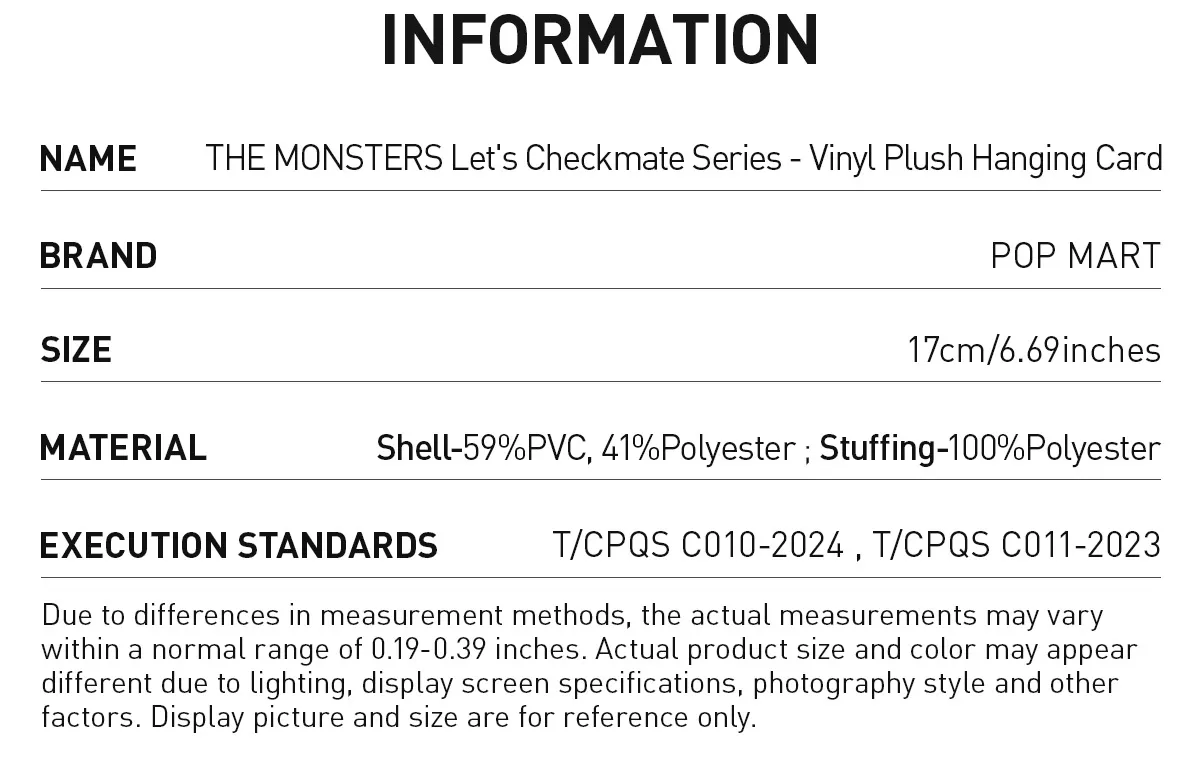 INFORMATION
NAME THE MONSTERS Let's Checkmate Series - Vinyl Plush Hanging Card
BRAND POP MART
SIZE 17cm/6.69inches
MATERIAL Shell-59%PVC, 41%Polyester ; Stuffing-100%Polyester
EXECUTION STANDARDS T/CPQS C010-2024 , T/CPQS C011-2023
Due to differences in measurement methods, the actual measurements may vary
within a normal range of 0.19-0.39 inches. Actual product size and color may appear
different due to lighting, display screen specifications, photography style and other
factors. Display picture and size are for reference only.